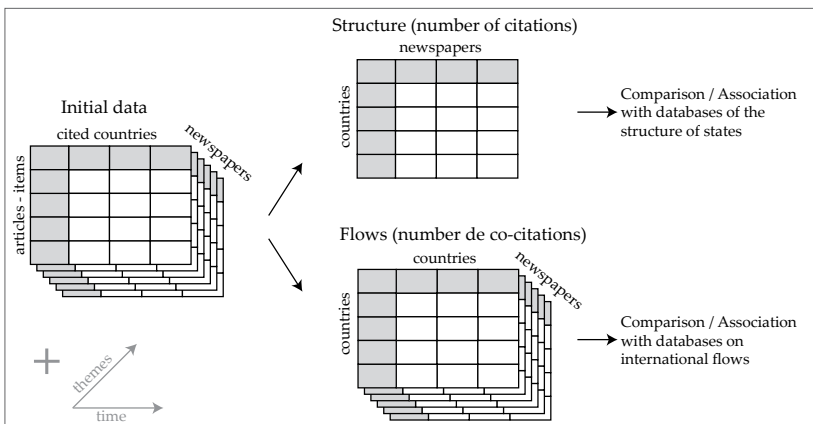 Structure (number of citations)
newspapers
countries
Comparison / Association
with databases of the
structure of states
Initial data
cited countries
newspapers
articles - items
Flows (number de co-citations)
countries
newspapers
countries
Comparison / Association
with databases on
international flows
+
themes
time